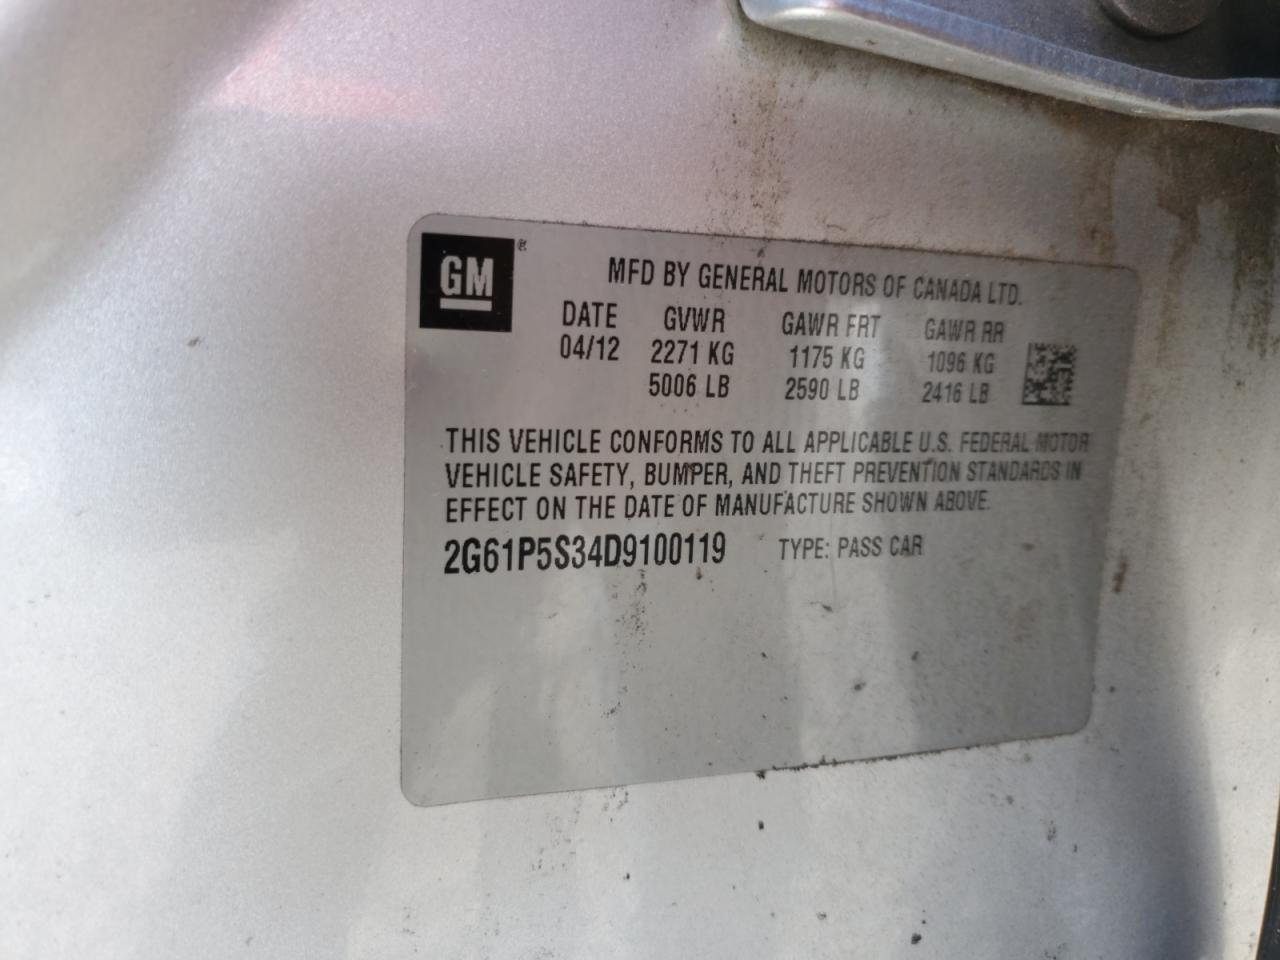 GM®
MFD BY GENERAL MOTORS OF CANADA LTD.
DATE GVWR GAWR FRT GAWR RR
04/12 2271 KG 1175 KG 1096 KG
5006 LB 2590 LB 2416 LB
THIS VEHICLE CONFORMS TO ALL APPLICABLE U.S. FEDERAL MOTOR
VEHICLE SAFETY, BUMPER, AND THEFT PREVENTION STANDARDS IN
EFFECT ON THE DATE OF MANUFACTURE SHOWN ABOVE.
2G61P5S34D9100119 TYPE: PASS CAR